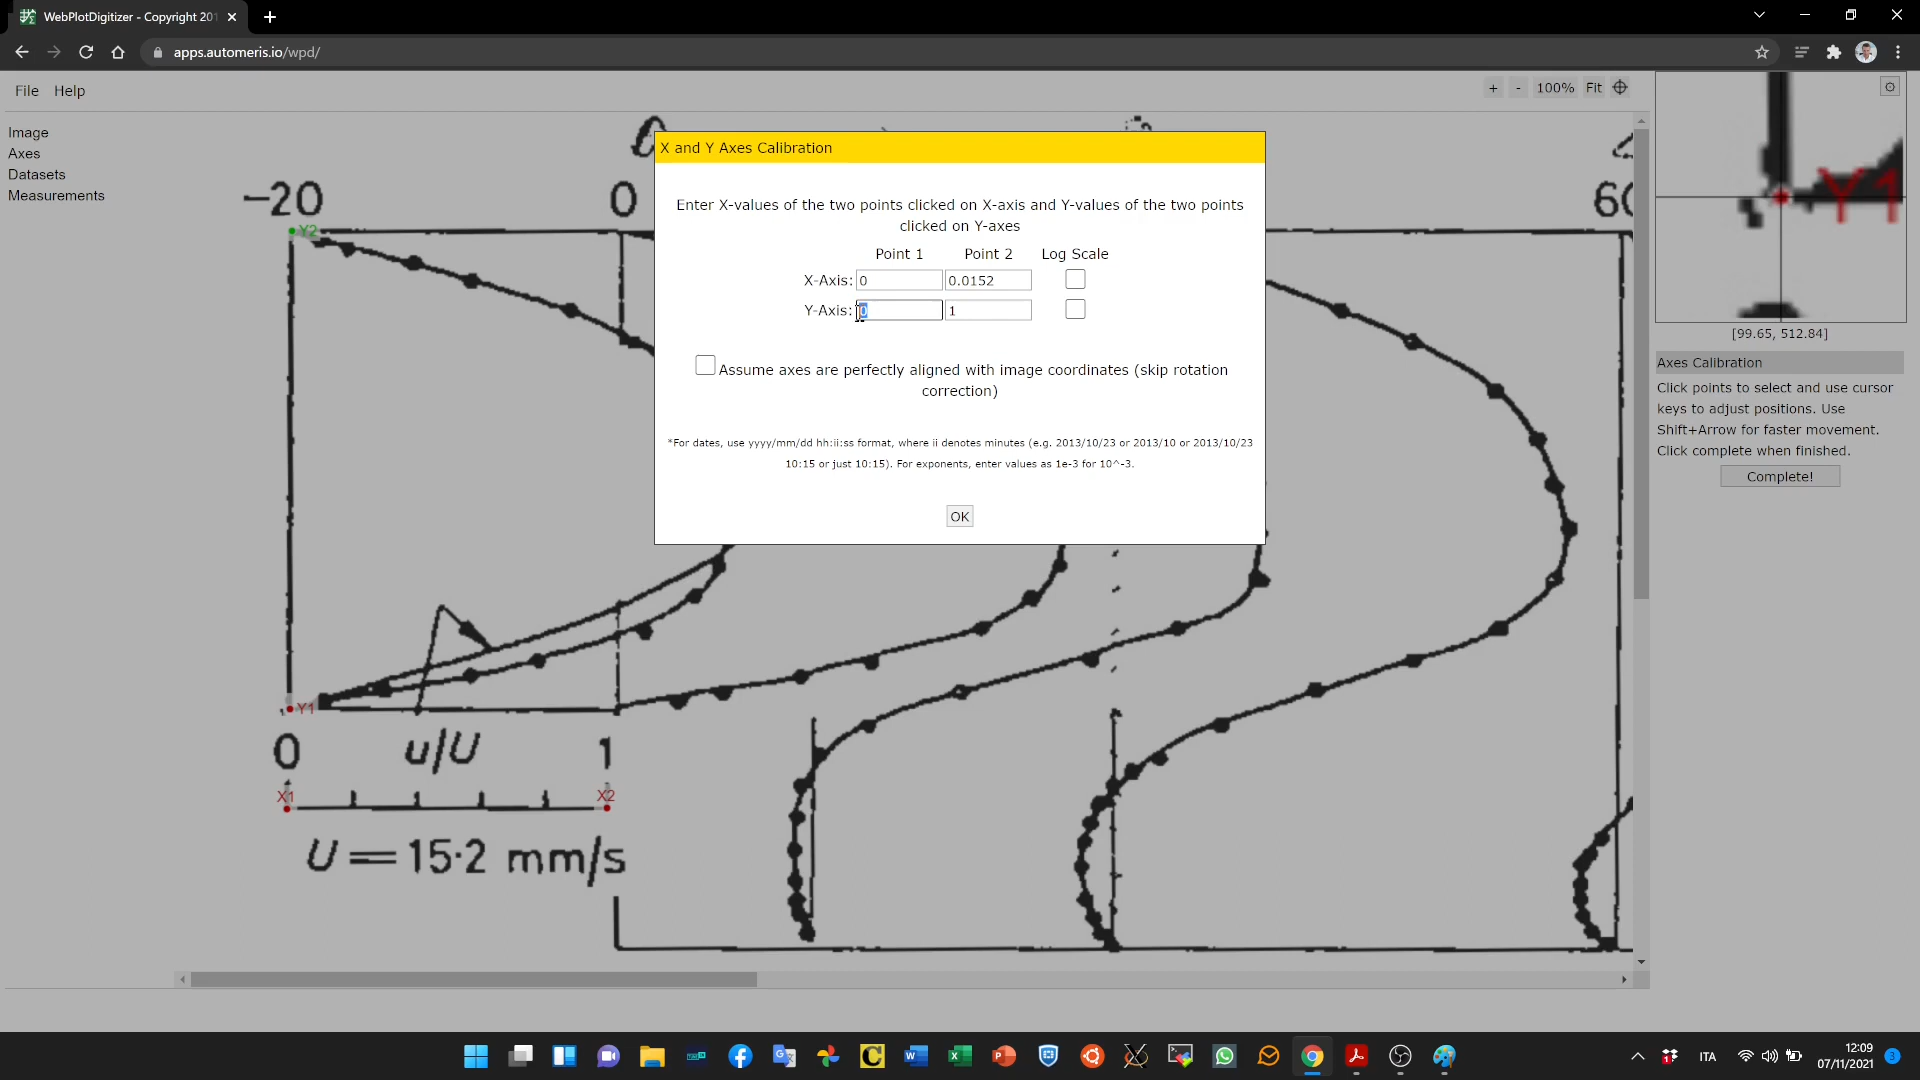 WebPlotDigitizer - Copyright 201
apps.automeris.io/wpd/
File Help
+ - 100% Fit
Image
Axes
Datasets
Measurements
-20 0 60
Y2
X and Y Axes Calibration
Enter X-values of the two points clicked on X-axis and Y-values of the two points
clicked on Y-axes
Point 1 Point 2 Log Scale
X-Axis: 0 0.0152
Y-Axis: 0 1
Assume axes are perfectly aligned with image coordinates (skip rotation
correction)
*For dates, use yyyy/mm/dd hh:ii:ss format, where ii denotes minutes (e.g. 2013/10/23 or 2013/10 or 2013/10/23
10:15 or just 10:15). For exponents, enter values as 1e-3 for 10^-3.
OK
Y1
[99.65, 512.84]
Axes Calibration
Click points to select and use cursor
keys to adjust positions. Use
Shift+Arrow for faster movement.
Click complete when finished.
Complete!
Y1
0 u/U 1
X1 X2
U = 15·2 mm/s
ITA
12:09
07/11/2021
3